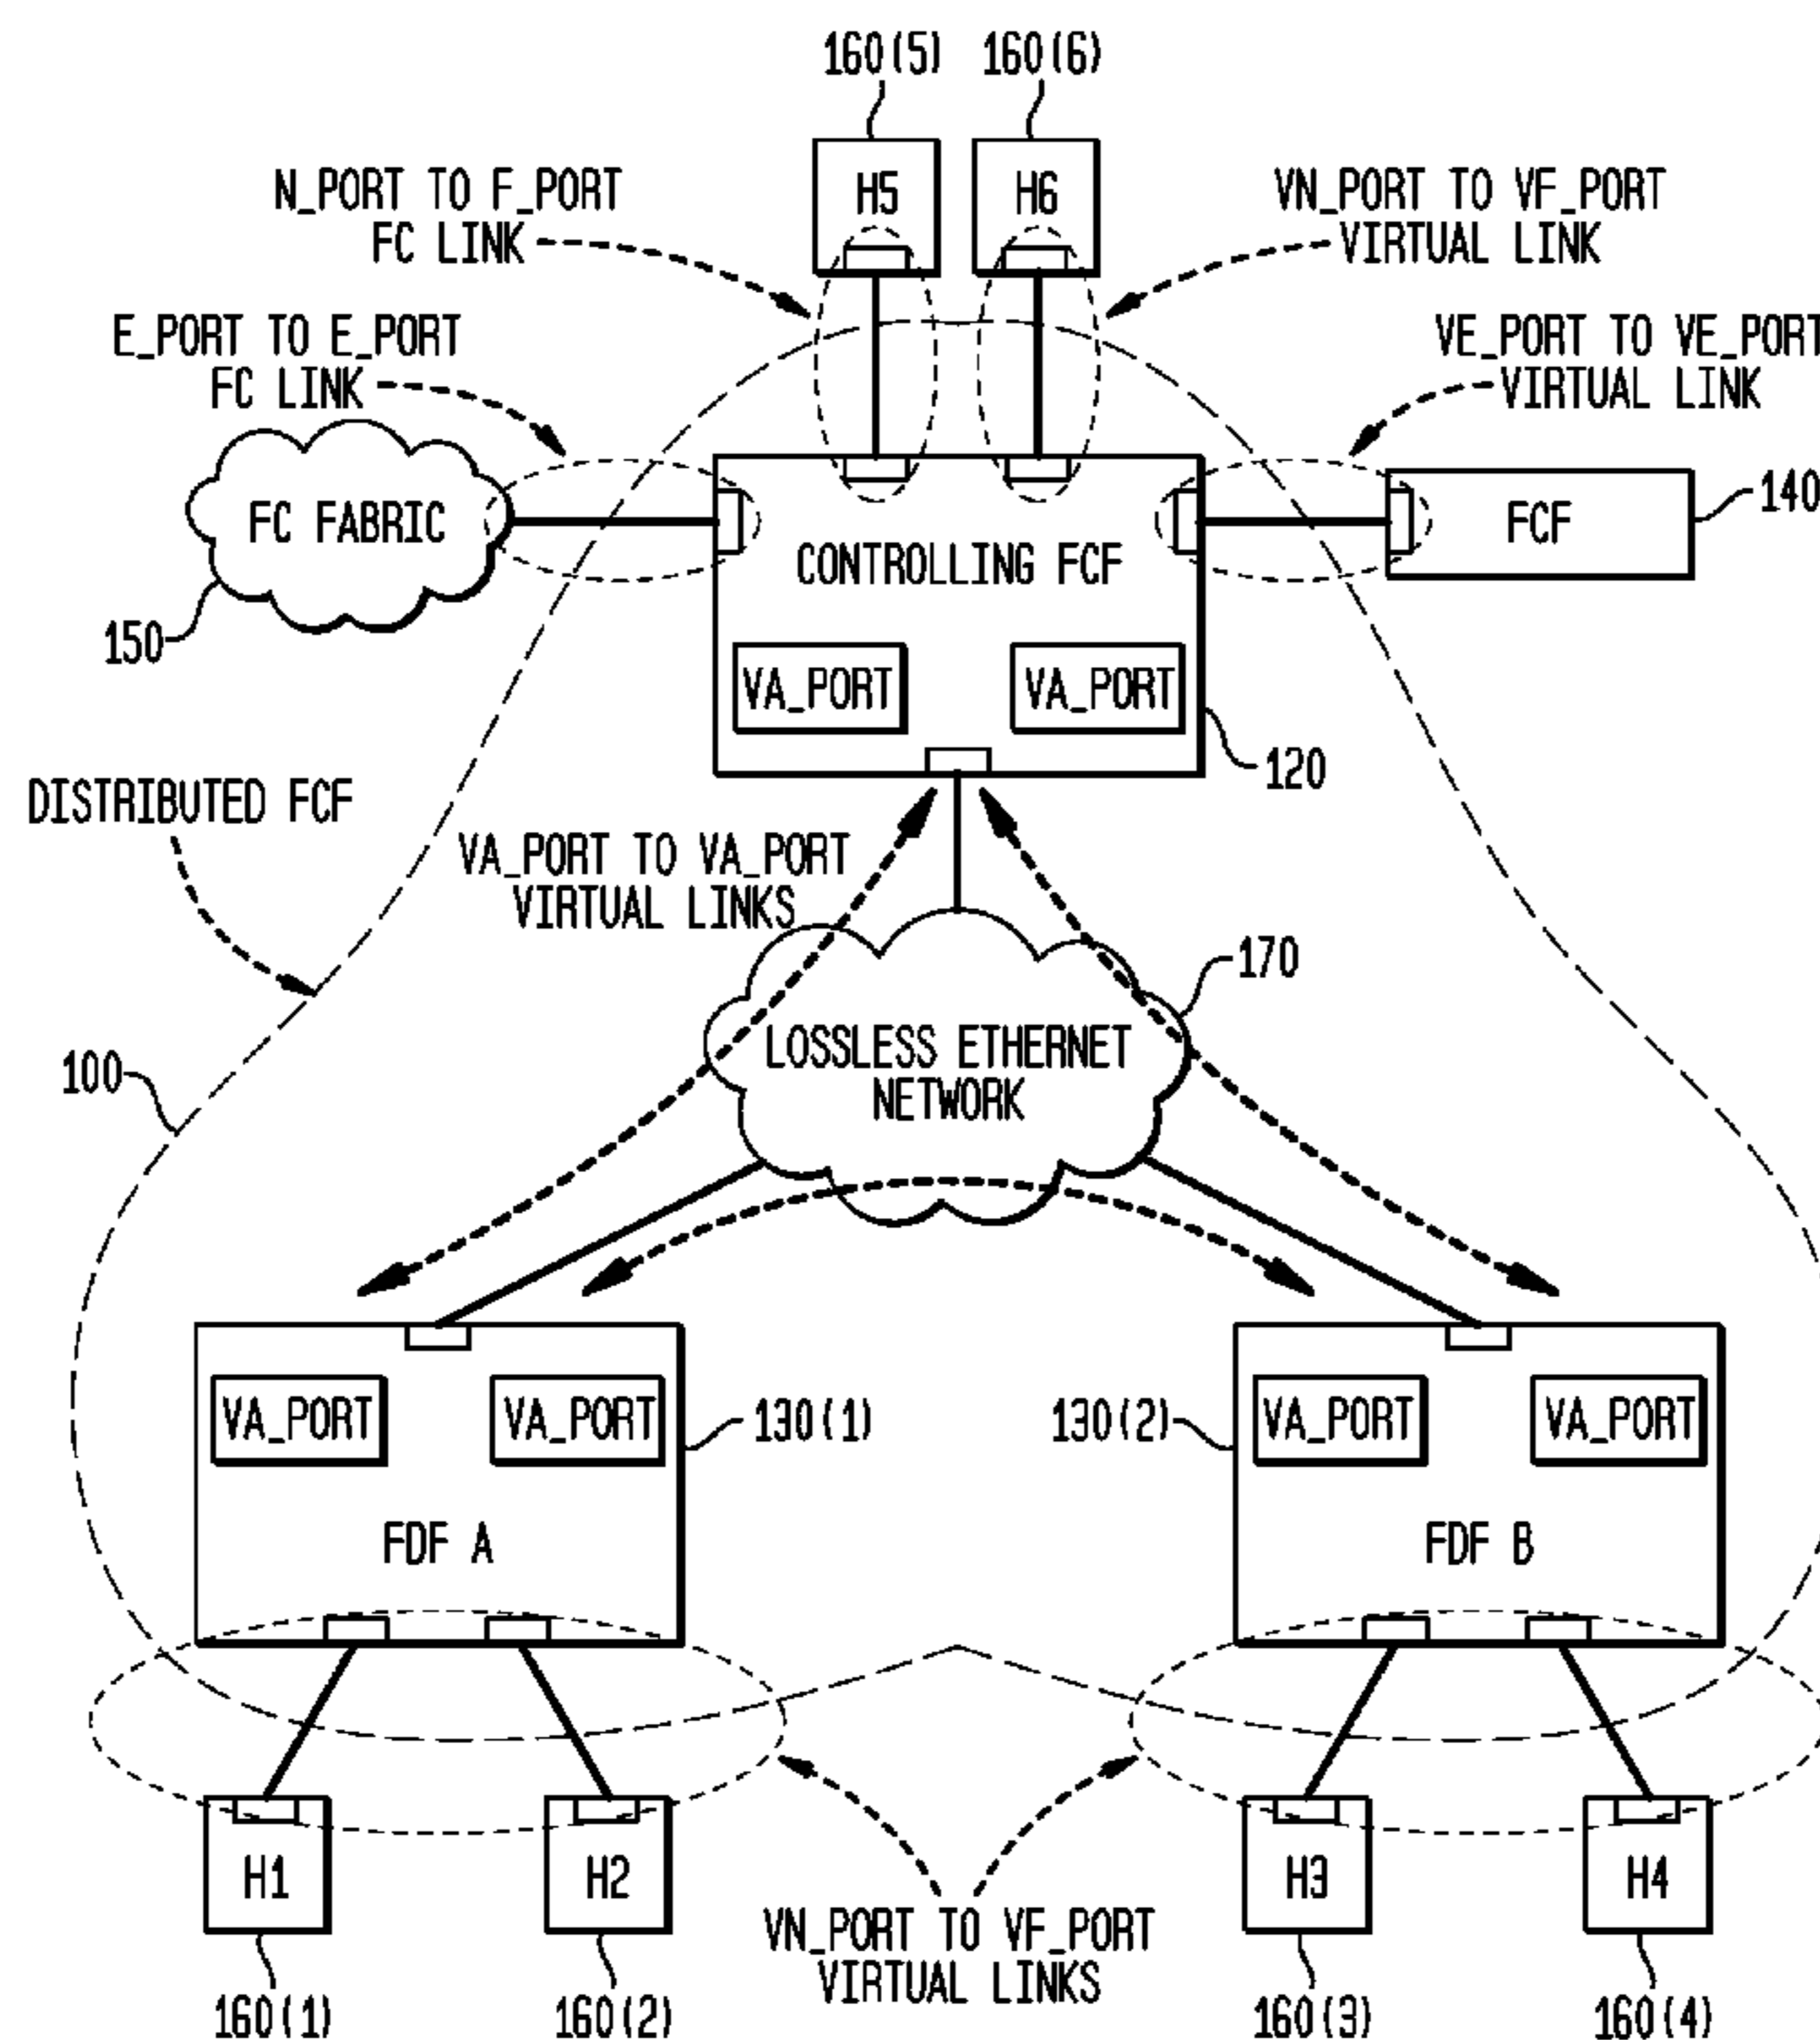 160(5) 160(6)
H5 H6
N_PORT TO F_PORT
FC LINK
VN_PORT TO VF_PORT
VIRTUAL LINK
E_PORT TO E_PORT
FC LINK
VE_PORT TO VE_PORT
VIRTUAL LINK
FC FABRIC
150
CONTROLLING FCF
FCF
140
VA_PORT VA_PORT
120
DISTRIBUTED FCF
VA_PORT TO VA_PORT
VIRTUAL LINKS
170
LOSSLESS ETHERNET
NETWORK
100
VA_PORT VA_PORT
130(1)
130(2)
VA_PORT VA_PORT
FDF A
FDF B
H1 H2
H3 H4
VN_PORT TO VF_PORT
VIRTUAL LINKS
160(1) 160(2)
160(3) 160(4)